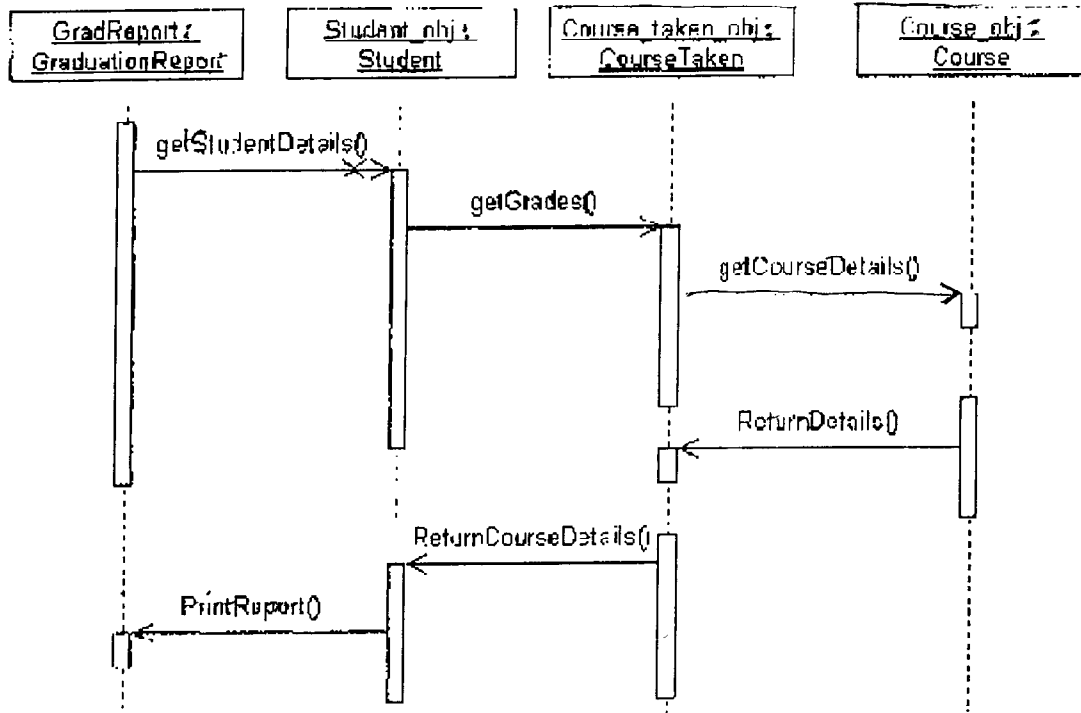 GradReport :
GraduationReport
Student_obj :
Student
Course_taken_obj :
CourseTaken
Course_obj :
Course
getStudentDetails()
getGrades()
getCourseDetails()
ReturnDetails()
ReturnCourseDetails()
PrintReport()